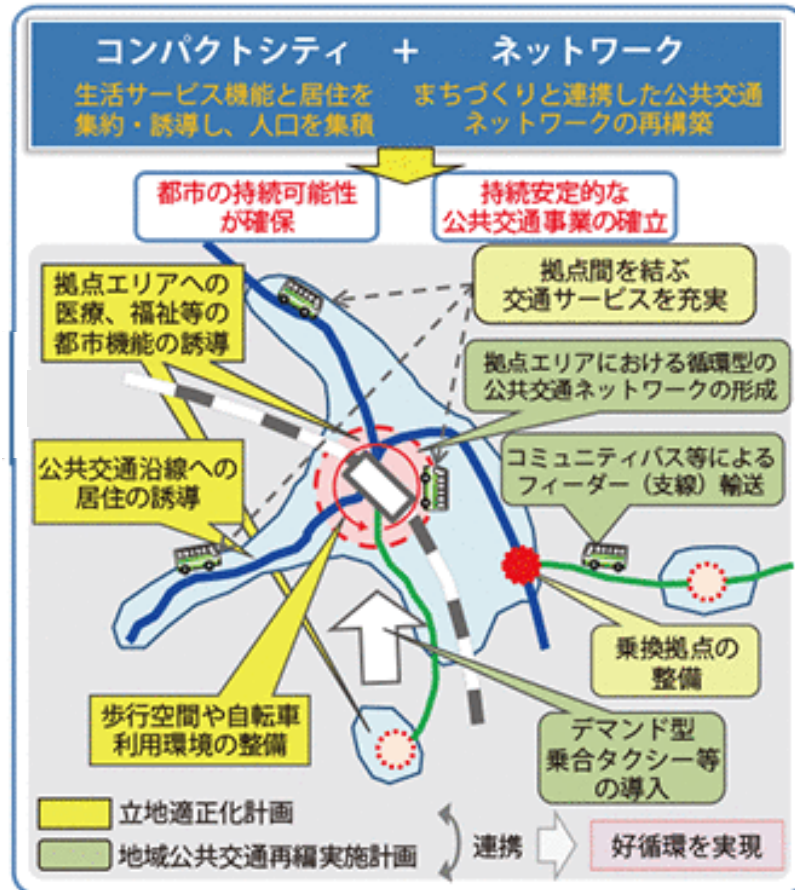 コンパクトシティ + ネットワーク
生活サービス機能と居住を
集約・誘導し、人口を集積
まちづくりと連携した公共交通
ネットワークの再構築
都市の持続可能性
が確保
持続安定的な
公共交通事業の確立
拠点エリアへの
医療、福祉等の
都市機能の誘導
拠点間を結ぶ
交通サービスを充実
拠点エリアにおける循環型の
公共交通ネットワークの形成
公共交通沿線への
居住の誘導
コミュニティバス等による
フィーダー（支線）輸送
乗換拠点の
整備
歩行空間や自転車
利用環境の整備
デマンド型
乗合タクシー等
の導入
立地適正化計画
地域公共交通再編実施計画
連携
好循環を実現